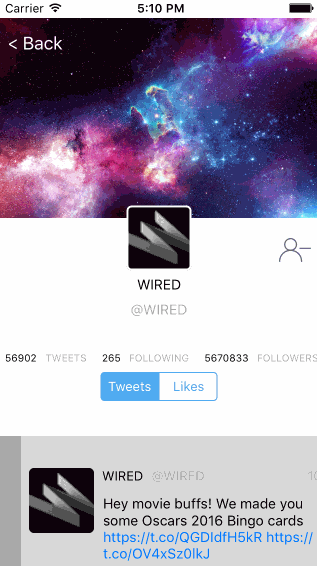 Carrier 5:10 PM
< Back
WIRED
@WIRED
56902 TWEETS 265 FOLLOWING 5670833 FOLLOWERS
Tweets Likes
WIRED @WIRED 10
Hey movie buffs! We made you
some Oscars 2016 Bingo cards
https://t.co/QGDIdfH5kR https://
t.co/OV4xSz0lkJ